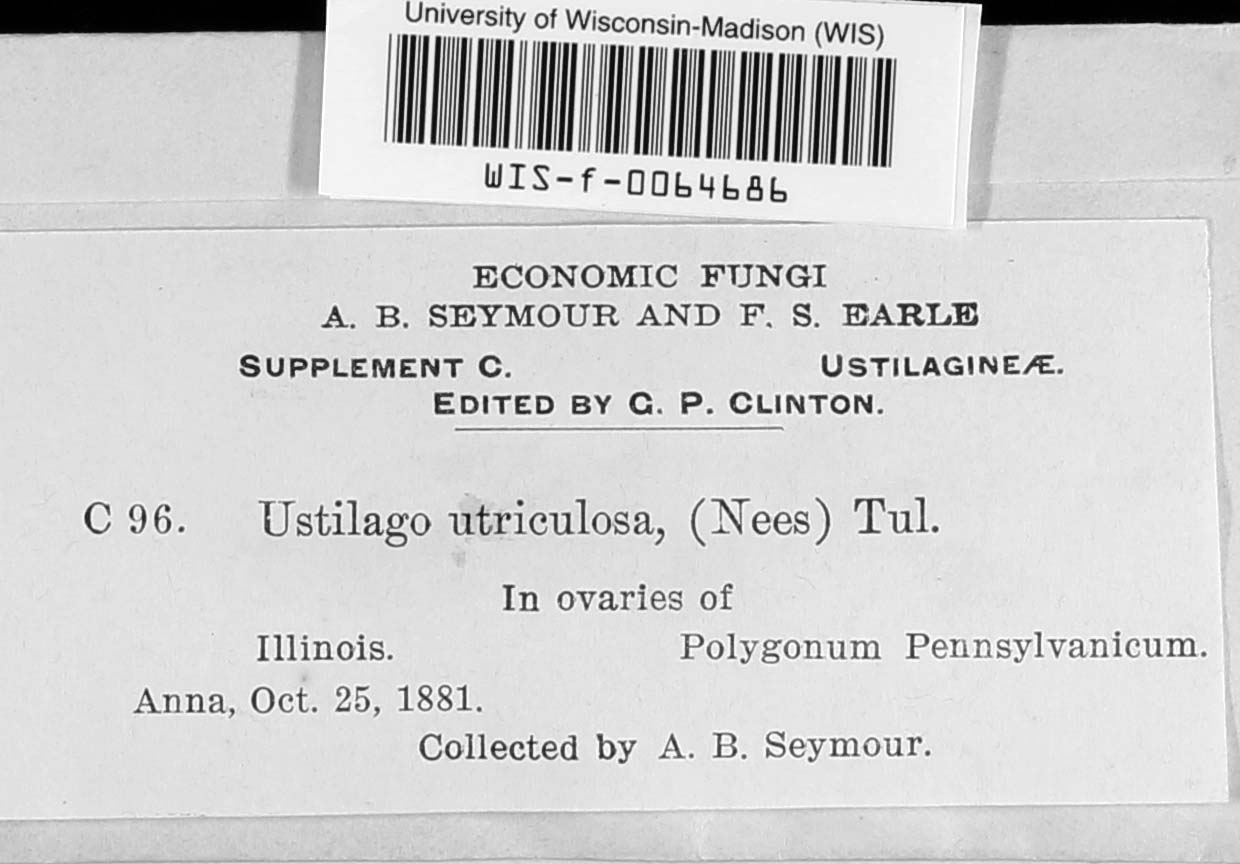 University of Wisconsin-Madison (WIS)
WIS-f-0064686
ECONOMIC FUNGI
A. B. SEYMOUR AND F. S. EARLE
SUPPLEMENT C. USTILAGINEÆ.
EDITED BY G. P. CLINTON.
C 96. Ustilago utriculosa, (Nees) Tul.
In ovaries of
Illinois. Polygonum Pennsylvanicum.
Anna, Oct. 25, 1881.
Collected by A. B. Seymour.